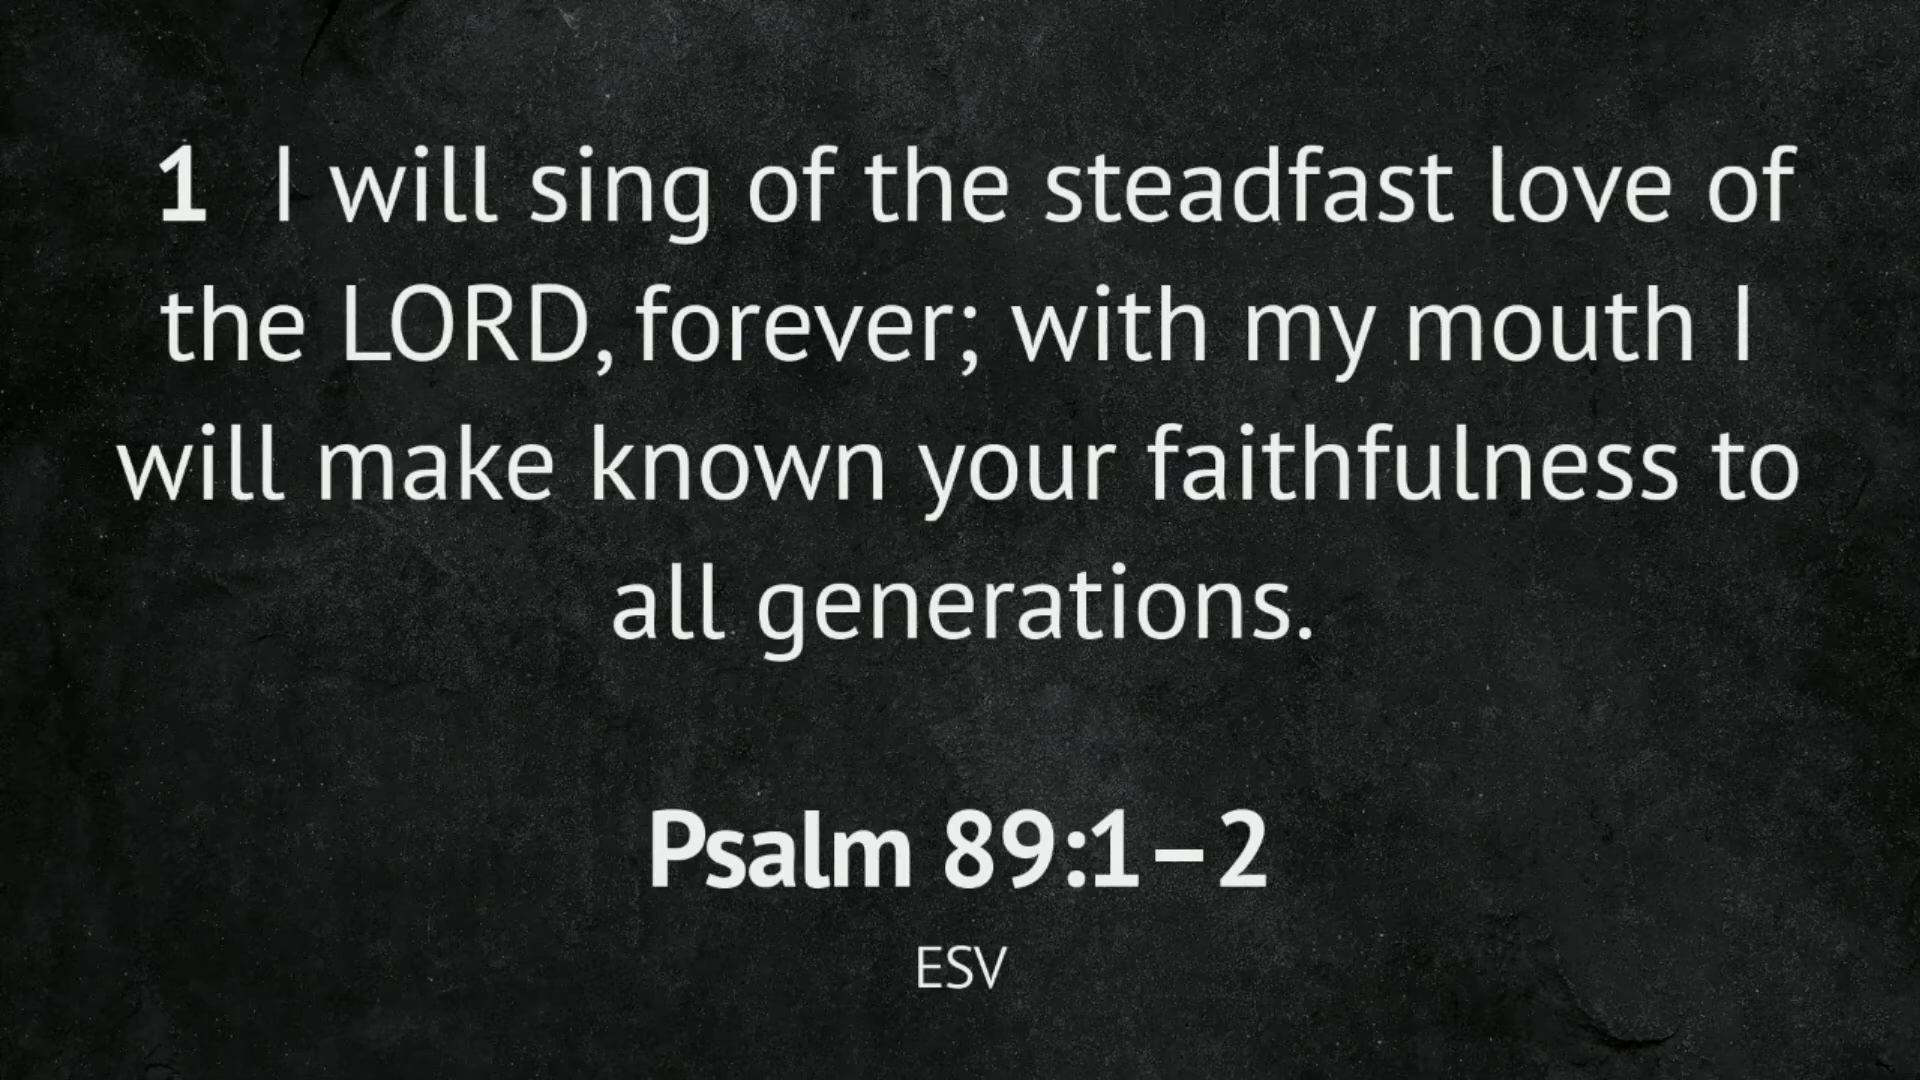 1 I will sing of the steadfast love of
the LORD, forever; with my mouth I
will make known your faithfulness to
all generations.
Psalm 89:1–2
ESV